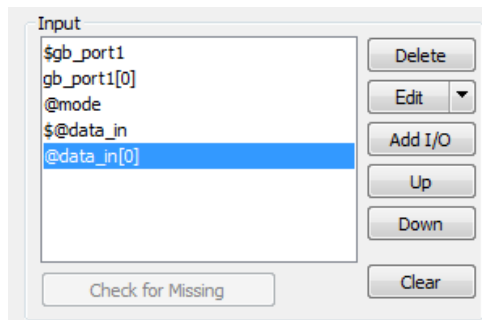 Input
$gb_port1
gb_port1[0]
@mode
$@data_in
@data_in[0]
Delete
Edit
Add I/O
Up
Down
Check for Missing
Clear